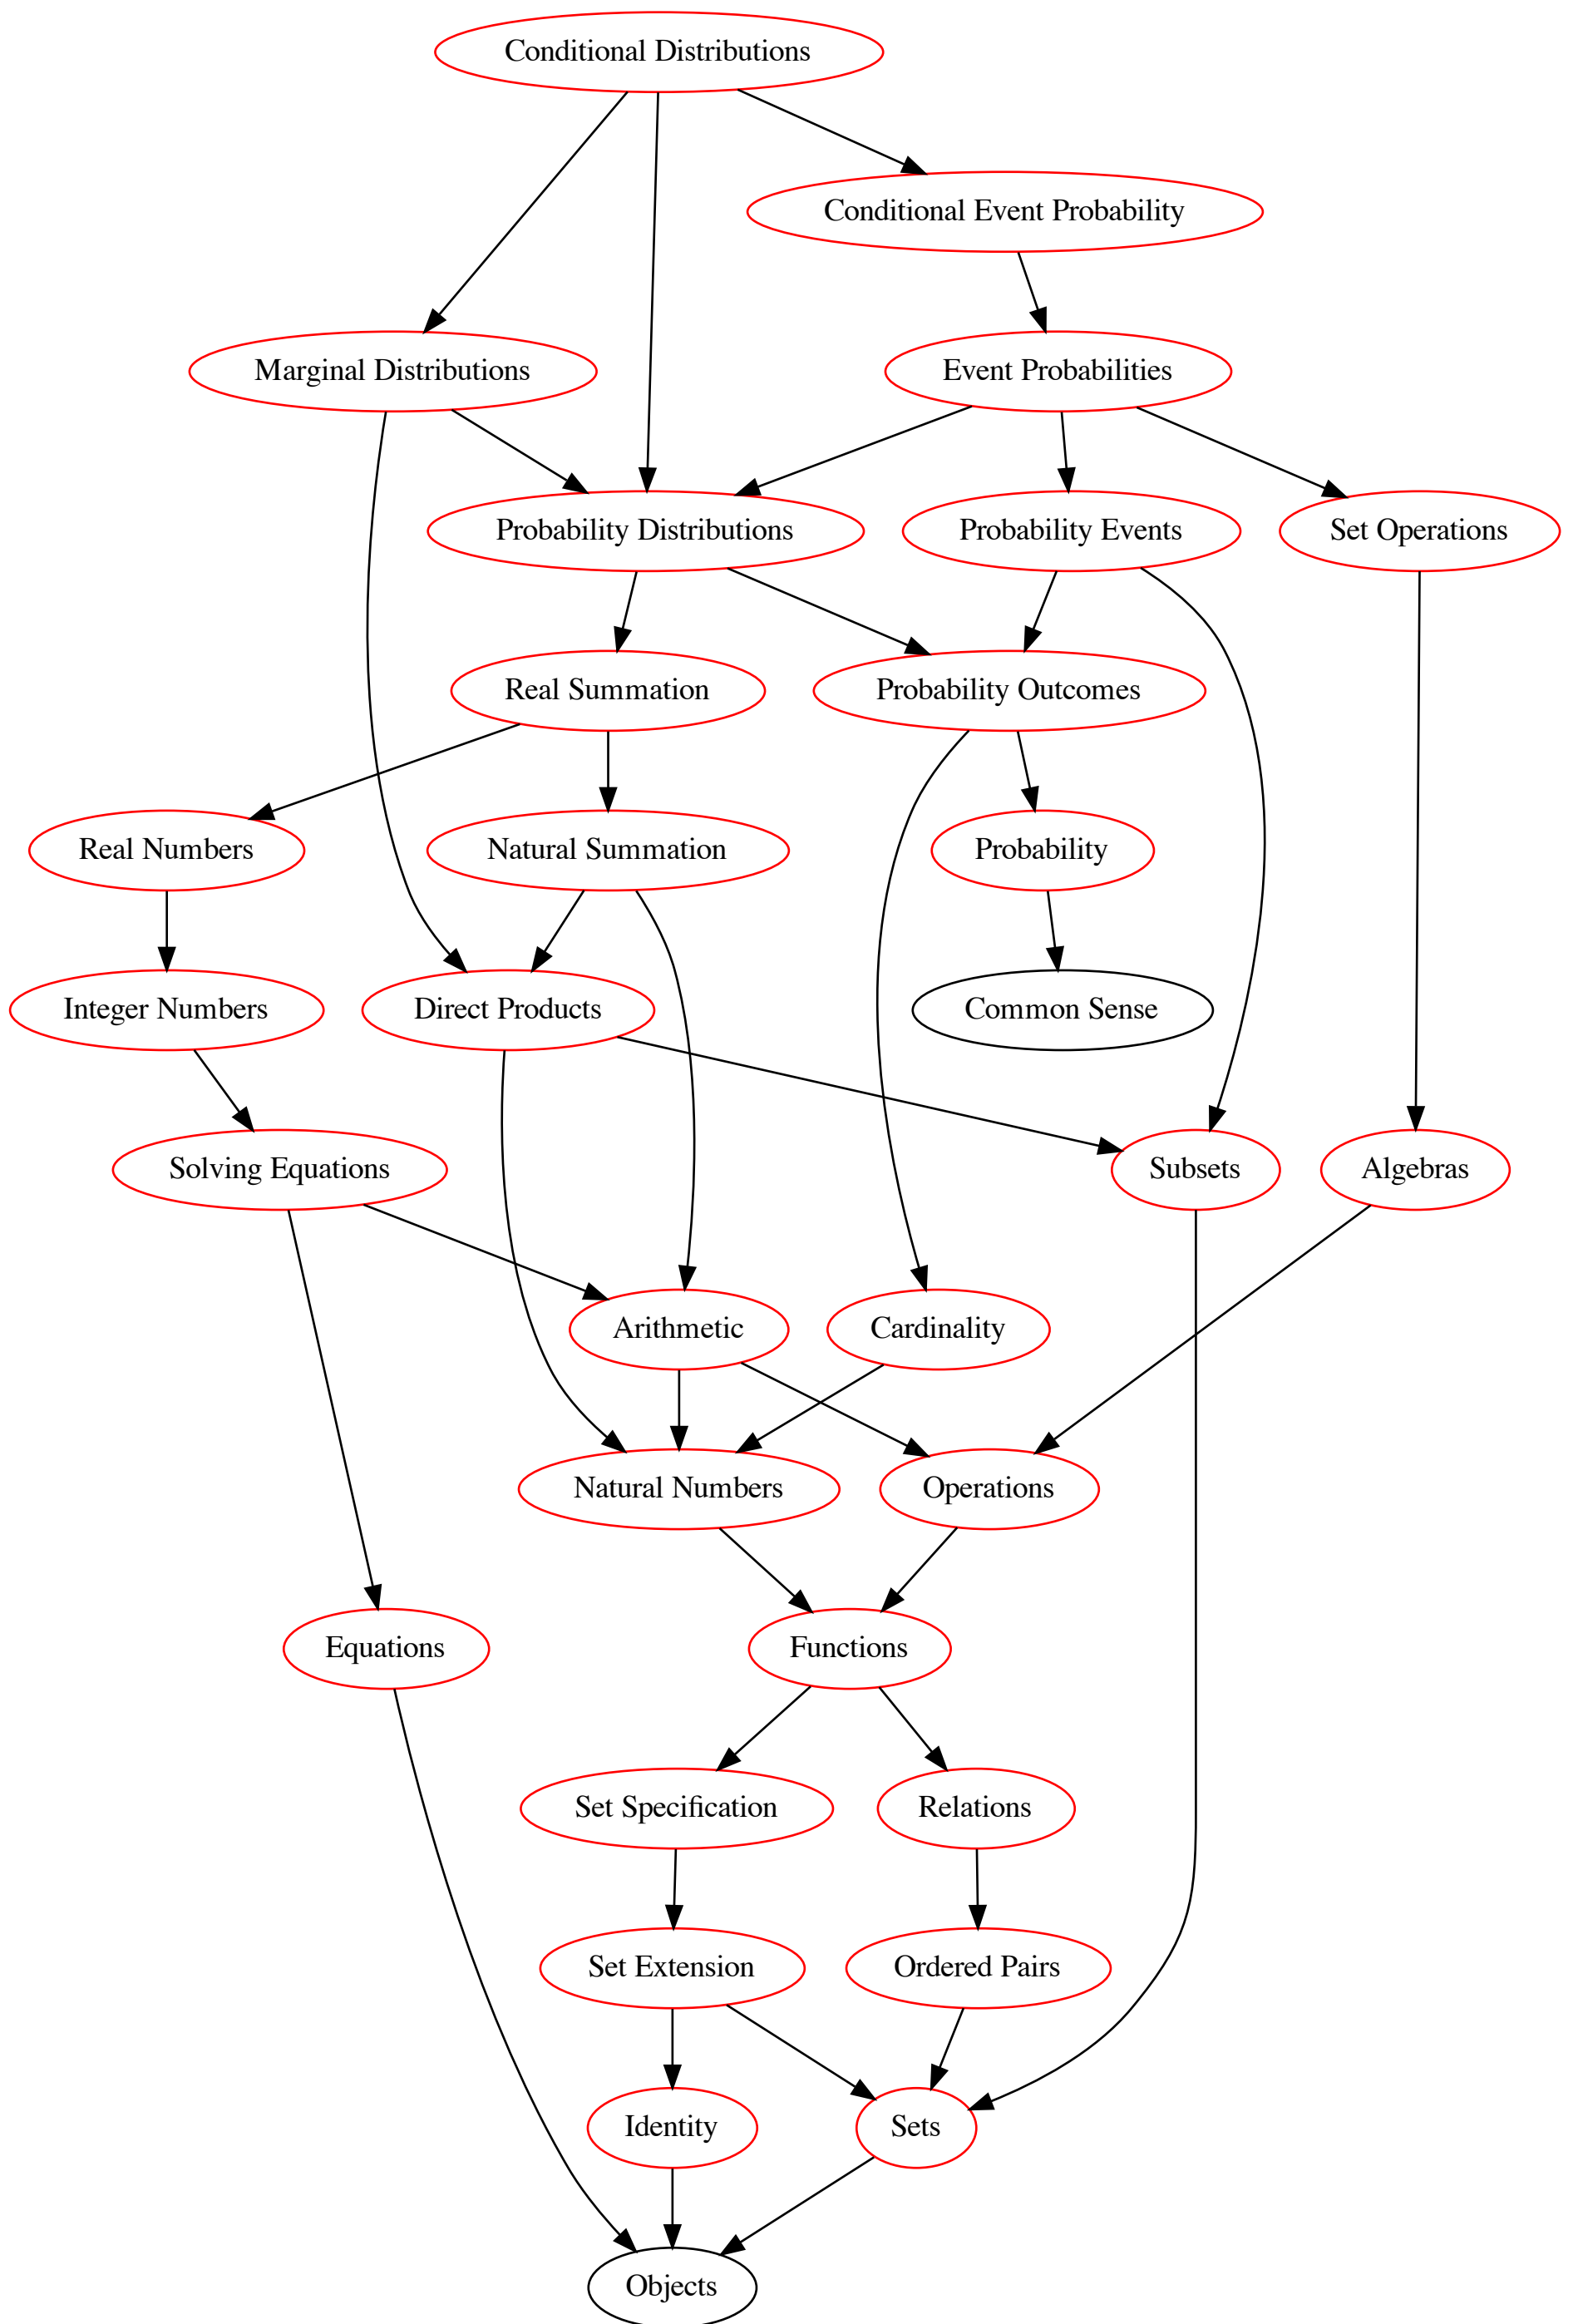 Conditional Distributions
Conditional Event Probability
Marginal Distributions
Event Probabilities
Probability Distributions
Probability Events
Set Operations
Real Summation
Probability Outcomes
Real Numbers
Natural Summation
Probability
Integer Numbers
Direct Products
Common Sense
Solving Equations
Subsets
Algebras
Arithmetic
Cardinality
Natural Numbers
Operations
Equations
Functions
Set Specification
Relations
Set Extension
Ordered Pairs
Identity
Sets
Objects